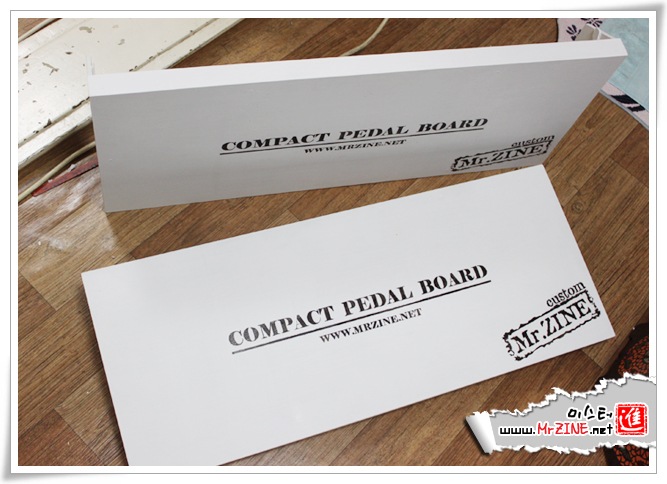 COMPACT PEDAL BOARD
WWW.MRZINE.NET
custom
Mr.ZINE
COMPACT PEDAL BOARD
WWW.MRZINE.NET
custom
Mr.ZINE
미스터
進
www.MrZINE.net